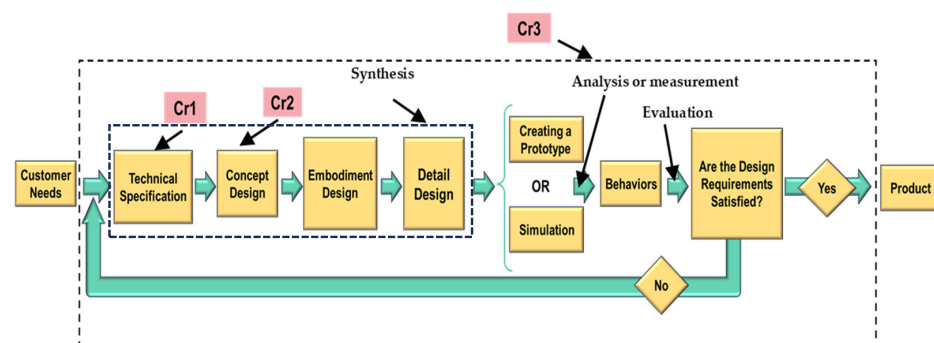 Cr3
Synthesis
Analysis or measurement
Cr1
Cr2
Evaluation
Customer
Needs
Technical
Specification
Concept
Design
Embodiment
Design
Detail
Design
Creating a
Prototype
OR
Simulation
Behaviors
Are the Design
Requirements
Satisfied?
Yes
Product
No